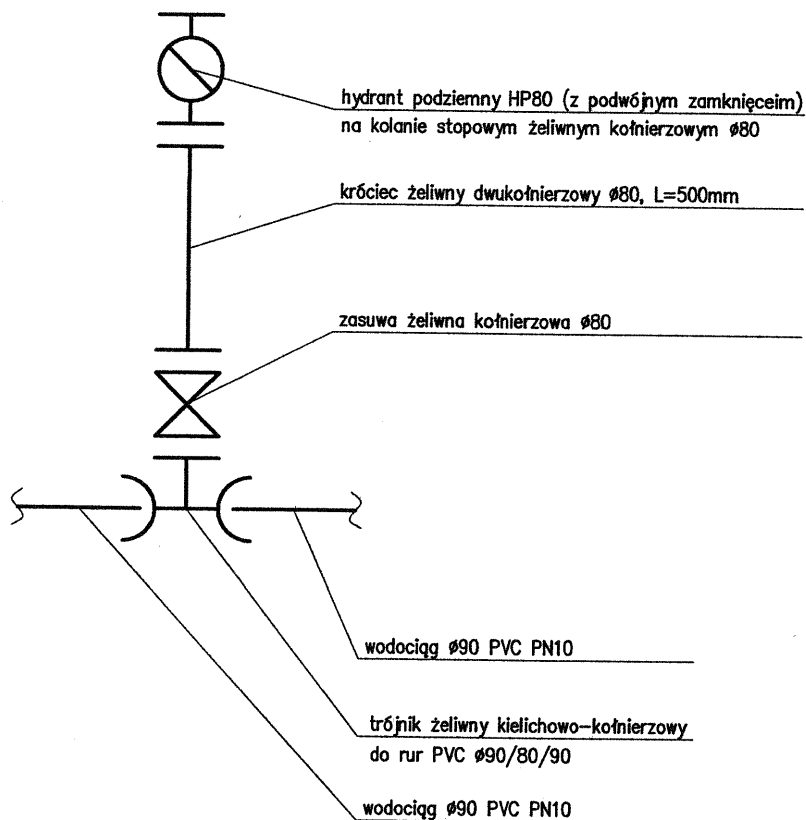 hydrant podziemny HP80 (z podwójnym zamknięceim)
na kolanie stopowym żeliwnym kołnierzowym ø80
króciec żeliwny dwukołnierzowy ø80, L=500mm
zasuwa żeliwna kołnierzowa ø80
wodociąg ø90 PVC PN10
trójnik żeliwny kielichowo-kołnierzowy
do rur PVC ø90/80/90
wodociąg ø90 PVC PN10